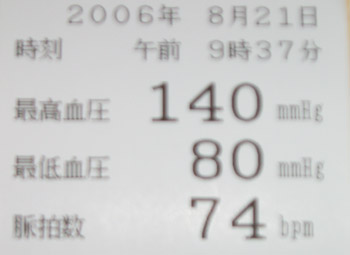 2006年 8月21日
時刻 午前 9時37分
最高血圧 140 mmHg
最低血圧 80 mmHg
脈拍数 74 bpm